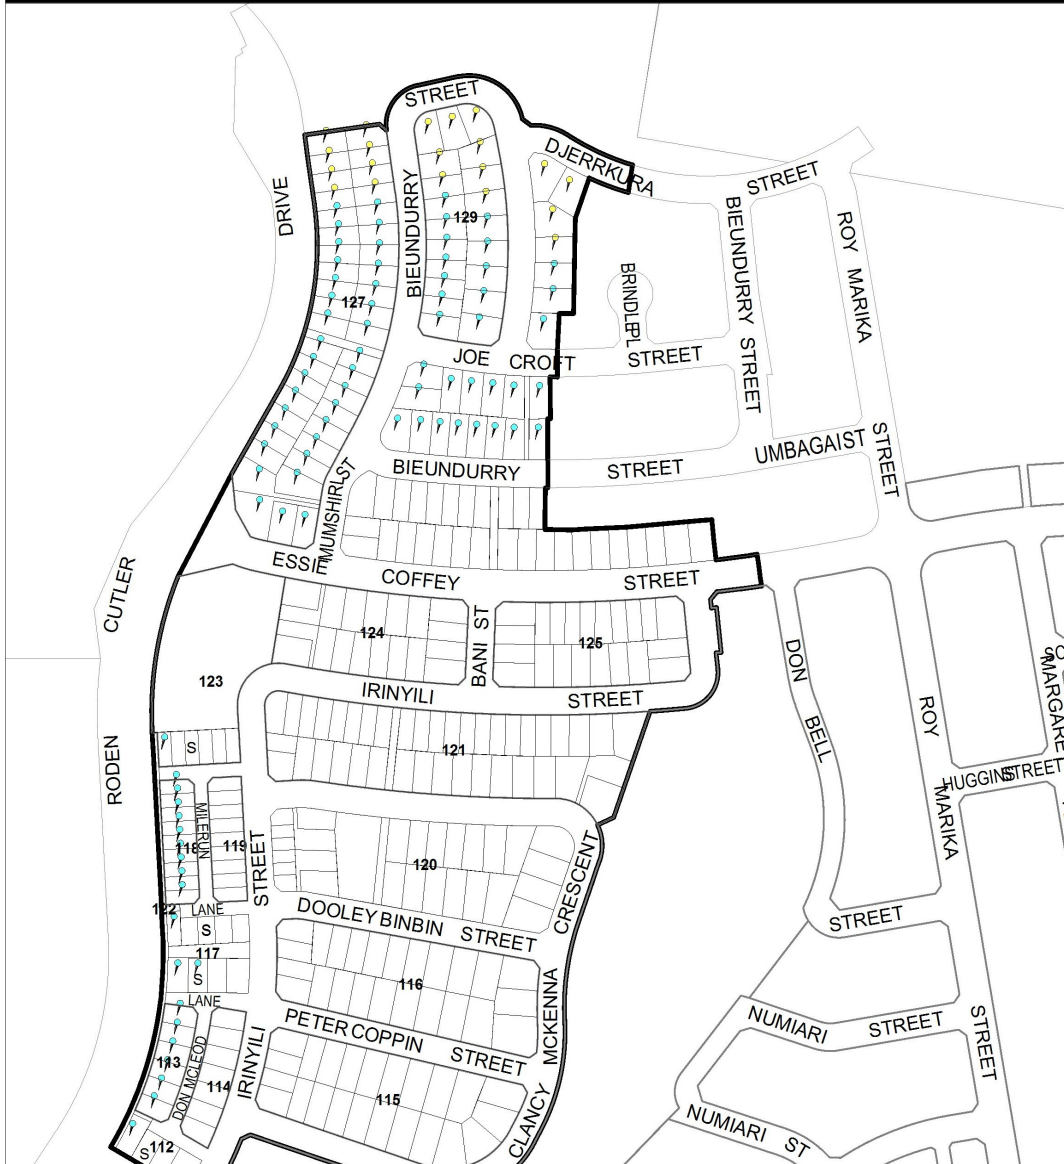 STREET
DJERRKURA
STREET
DRIVE
BIEUNDURRY
129
BIEUNDURRY STREET
ROY MARIKA
STREET
BRINDLE PL
127
JOE CROFT STREET
UMBAGAIST
BIEUNDURRY STREET
MUMSHIRL ST
ESSIE COFFEY STREET
CUTLER
124
BANI ST
125
DON BELL
123
IRINYILI STREET
ROY MARIKA
STREET
MARGARE
S
121
RODEN
HUGGINS STREET
MILERUN
118
119
STREET
120
CRESCENT
122
LANE
S
DOOLEY BINBIN STREET
STREET
117
S
116
LANE
MCKENNA
NUMIARI STREET
PETER COPPIN STREET
113
DON MCLEOD
114
IRINYILI
115
CLANCY
NUMIARI ST
S
112